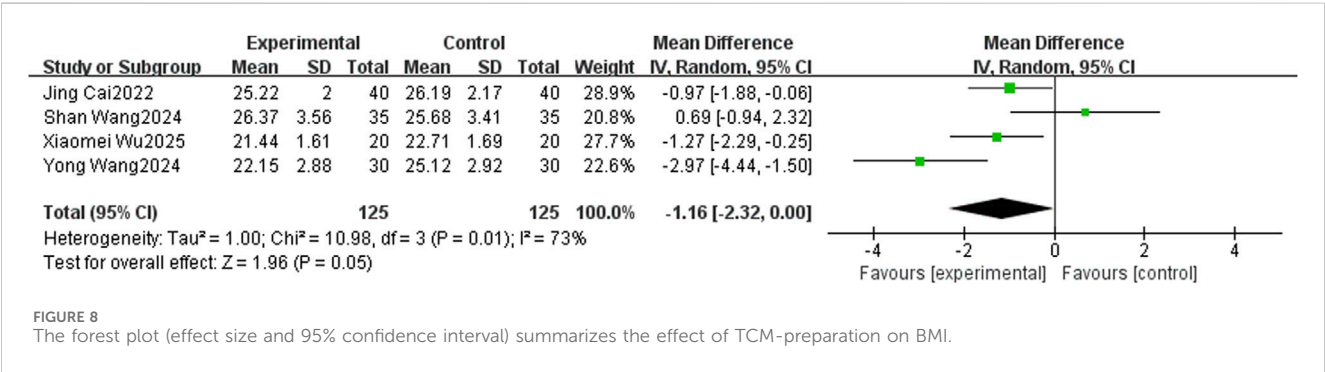 Experimental Control Mean Difference Mean Difference
Study or Subgroup Mean SD Total Mean SD Total Weight IV, Random, 95% CI IV, Random, 95% CI
Jing Cai2022 25.22 2 40 26.19 2.17 40 28.9% -0.97 [-1.88, -0.06]
Shan Wang2024 26.37 3.56 35 25.68 3.41 35 20.8% 0.69 [-0.94, 2.32]
Xiaomei Wu2025 21.44 1.61 20 22.71 1.69 20 27.7% -1.27 [-2.29, -0.25]
Yong Wang2024 22.15 2.88 30 25.12 2.92 30 22.6% -2.97 [-4.44, -1.50]
Total (95% CI) 125 125 100.0% -1.16 [-2.32, 0.00]
Heterogeneity: Tau² = 1.00; Chi² = 10.98, df = 3 (P = 0.01); I² = 73%
Test for overall effect: Z = 1.96 (P = 0.05)
-4 -2 0 2 4
Favours [experimental] Favours [control]
FIGURE 8
The forest plot (effect size and 95% confidence interval) summarizes the effect of TCM-preparation on BMI.